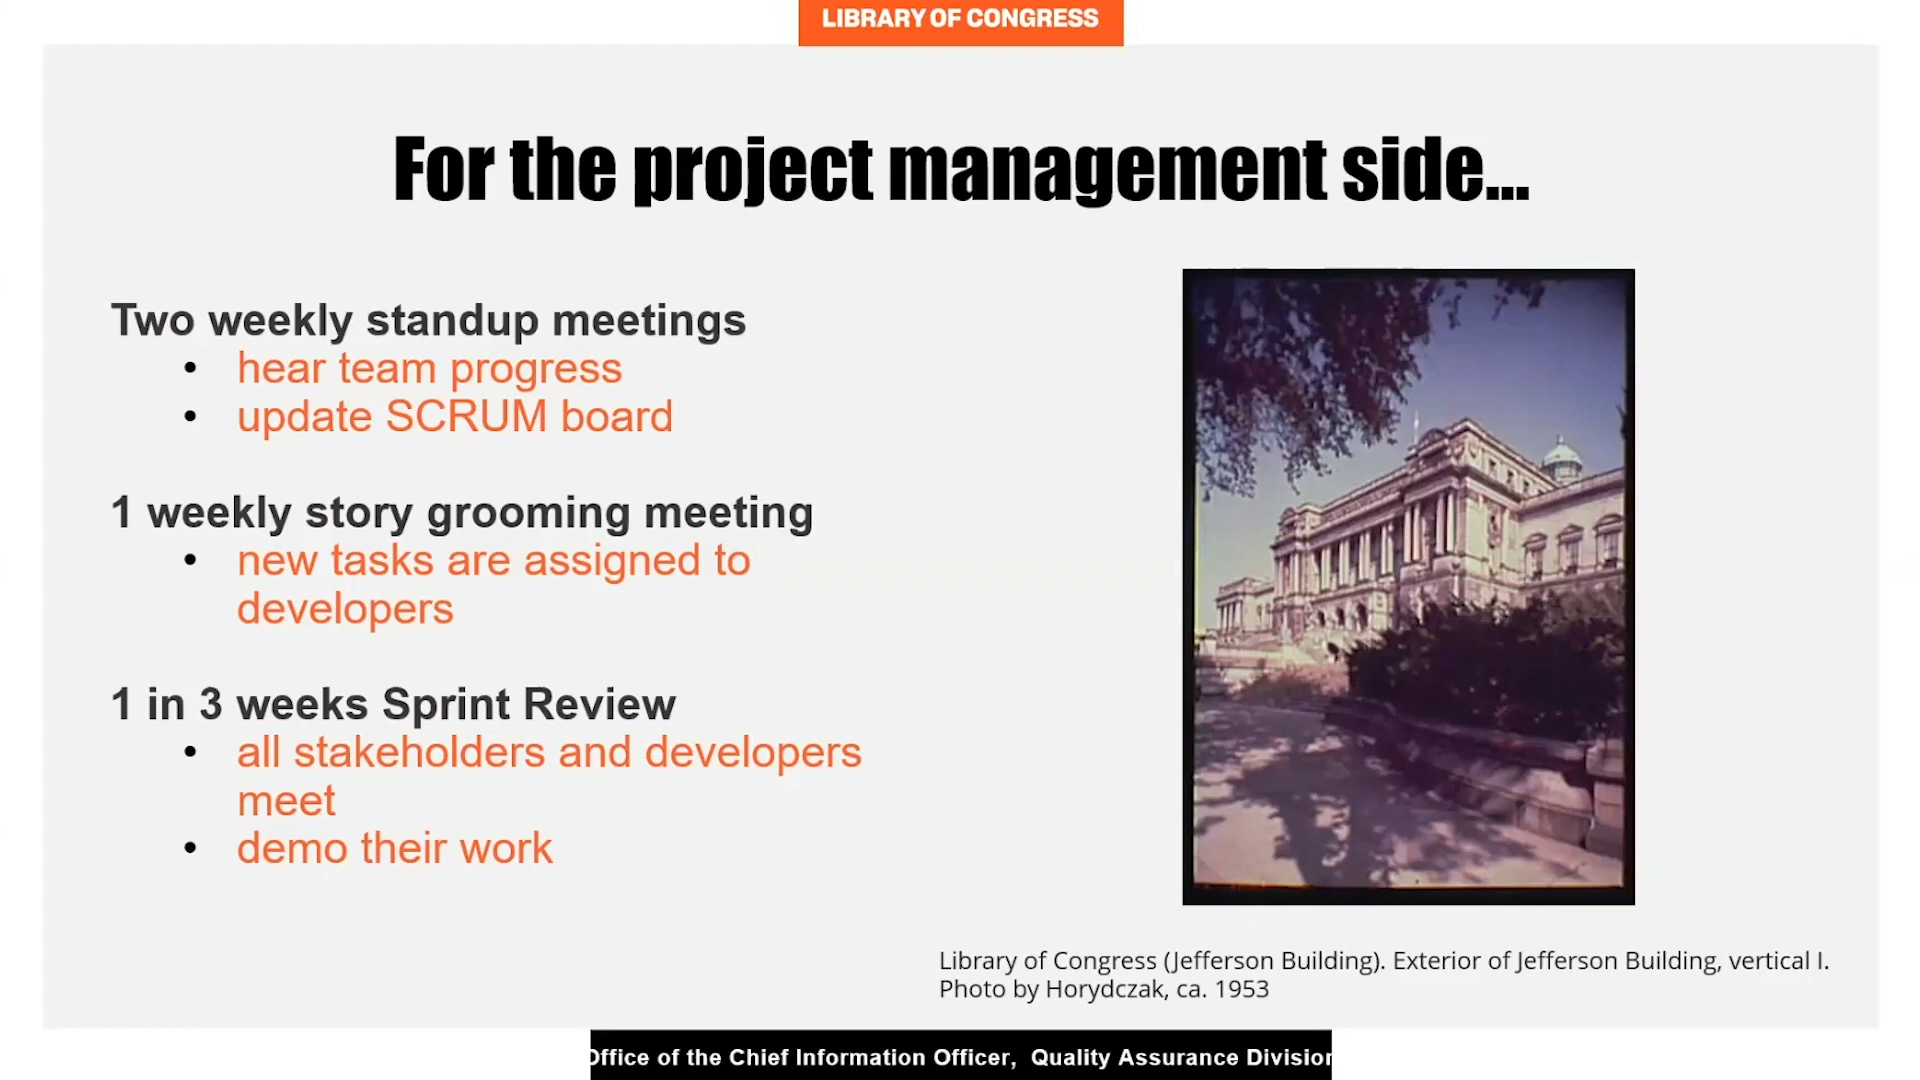 LIBRARY OF CONGRESS
For the project management side...
Two weekly standup meetings
• hear team progress
• update SCRUM board
1 weekly story grooming meeting
• new tasks are assigned to
developers
1 in 3 weeks Sprint Review
• all stakeholders and developers
meet
• demo their work
Library of Congress (Jefferson Building). Exterior of Jefferson Building, vertical I.
Photo by Horydczak, ca. 1953
Office of the Chief Information Officer, Quality Assurance Division